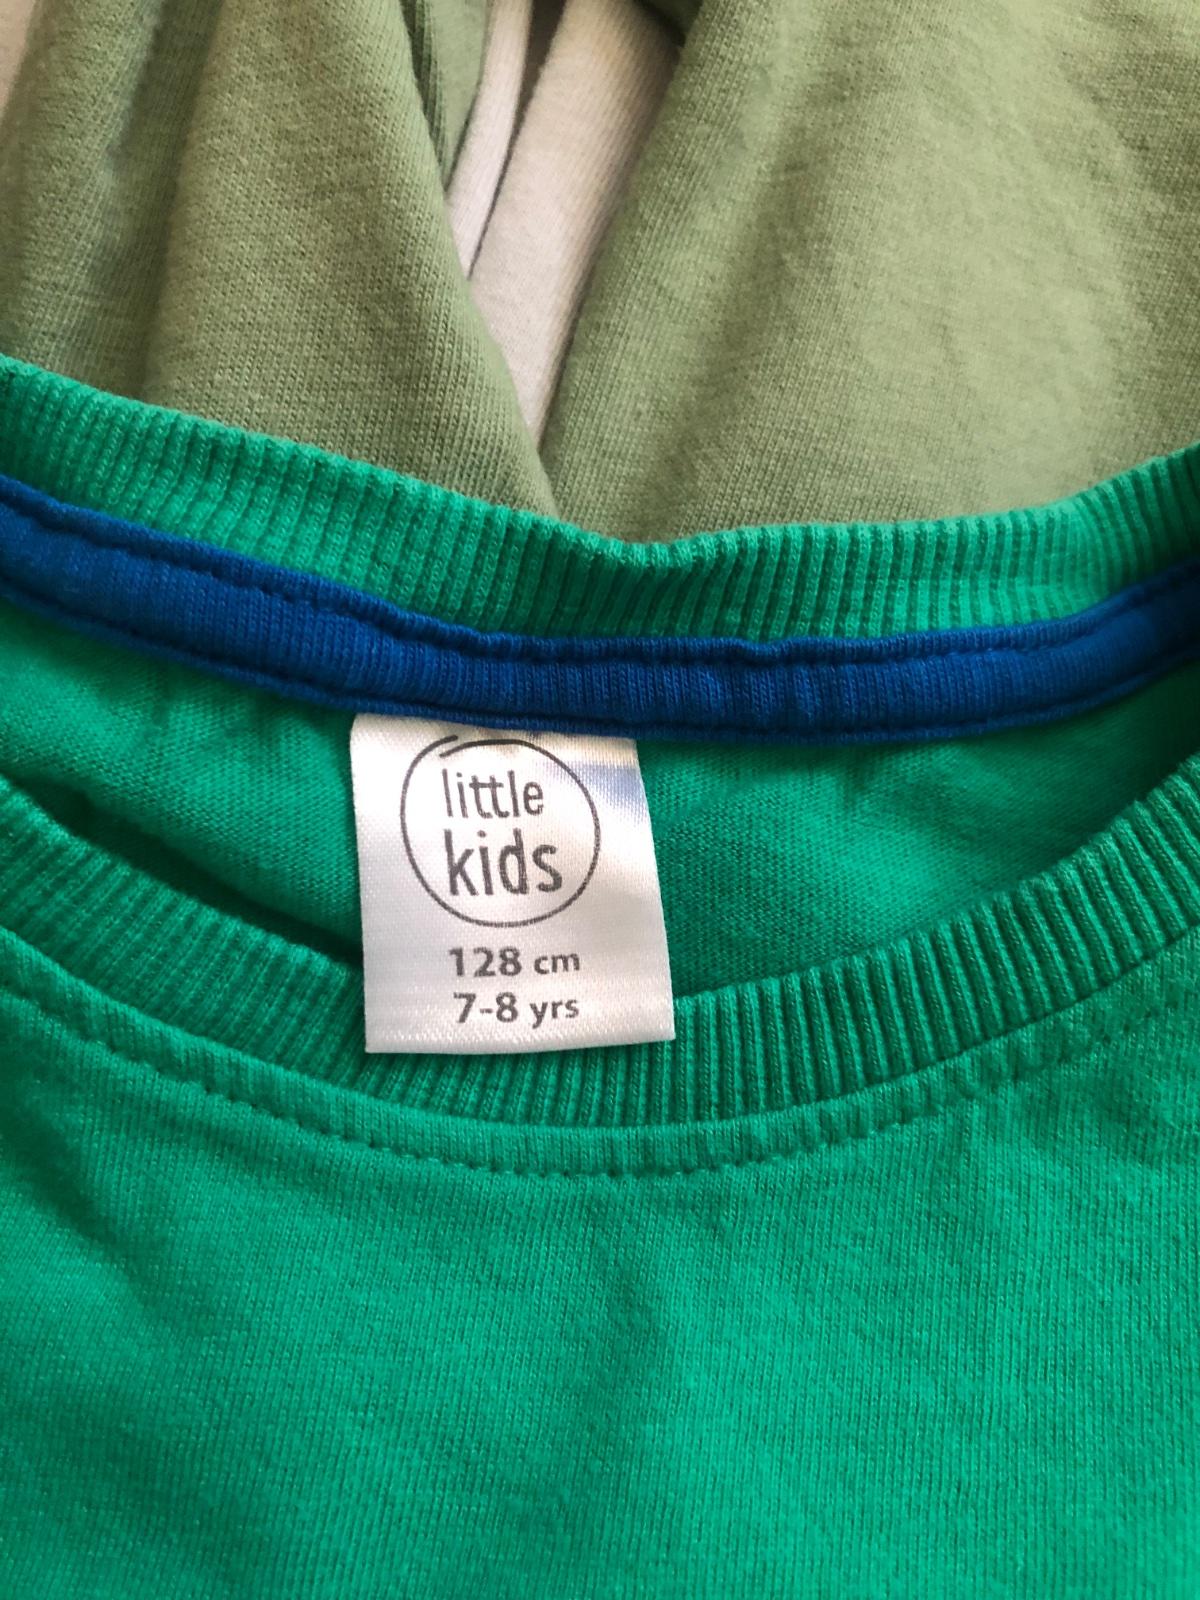 little
kids
128 cm
7-8 yrs